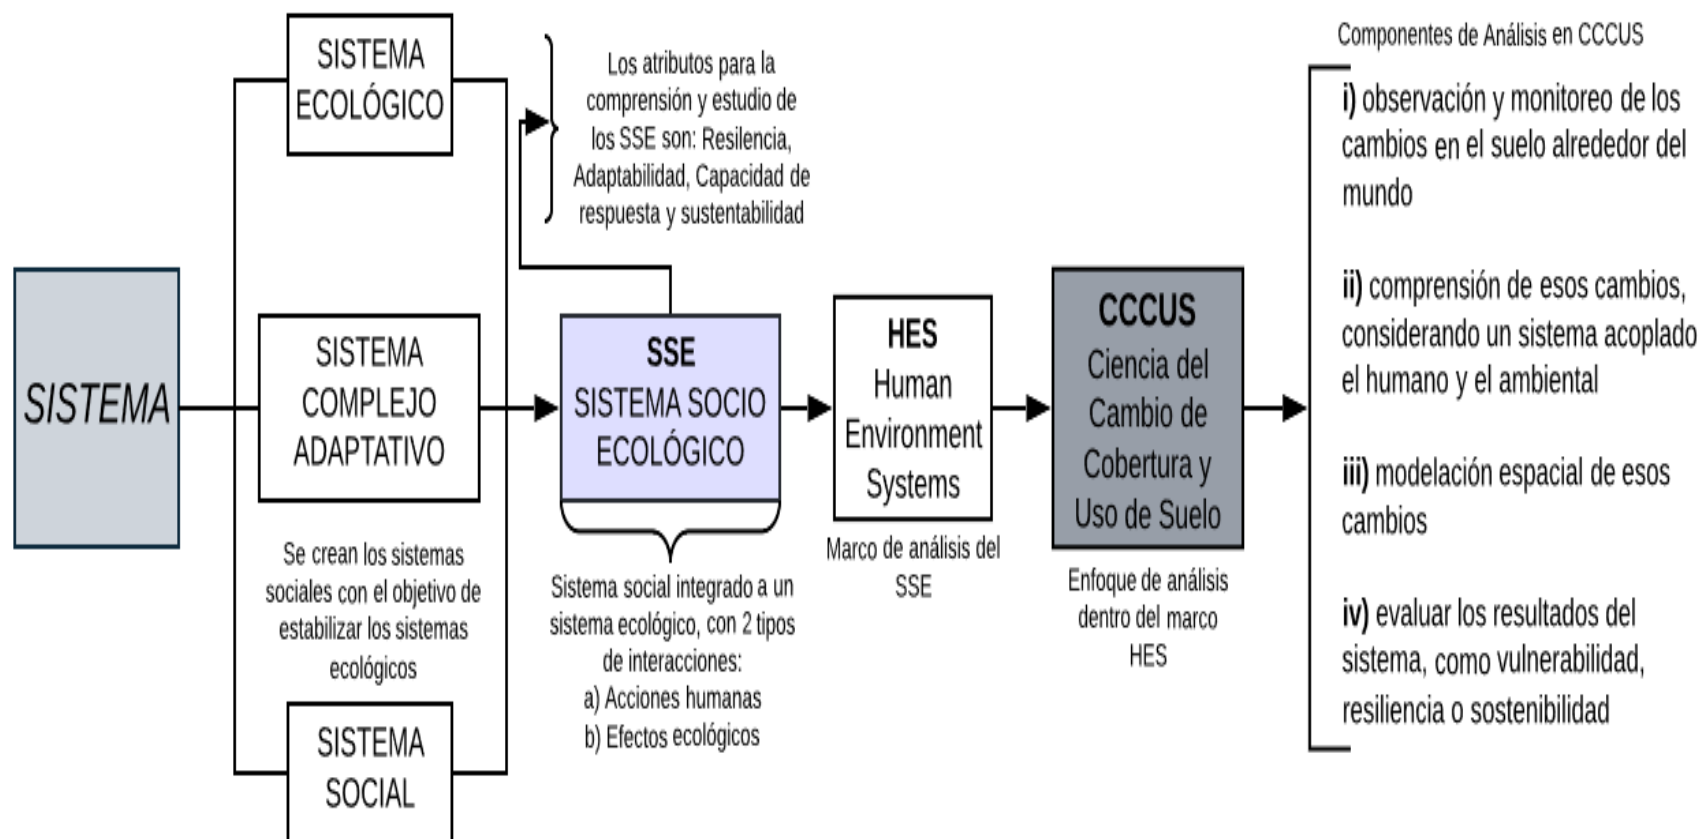 SISTEMA
SISTEMA
ECOLÓGICO
SISTEMA
COMPLEJO
ADAPTATIVO
Se crean los sistemas
sociales con el objetivo de
estabilizar los sistemas
ecológicos
SISTEMA
SOCIAL
Los atributos para la
comprensión y estudio de
los SSE son: Resilencia,
Adaptabilidad, Capacidad de
respuesta y sustentabilidad
SSE
SISTEMA SOCIO
ECOLÓGICO
Sistema social integrado a un
sistema ecológico, con 2 tipos
de interacciones:
a) Acciones humanas
b) Efectos ecológicos
HES
Human
Environment
Systems
Marco de análisis del
SSE
CCCUS
Ciencia del
Cambio de
Cobertura y
Uso de Suelo
Enfoque de análisis
dentro del marco
HES
Componentes de Análisis en CCCUS
i) observación y monitoreo de los
cambios en el suelo alrededor del
mundo
ii) comprensión de esos cambios,
considerando un sistema acoplado
el humano y el ambiental
iii) modelación espacial de esos
cambios
iv) evaluar los resultados del
sistema, como vulnerabilidad,
resiliencia o sostenibilidad